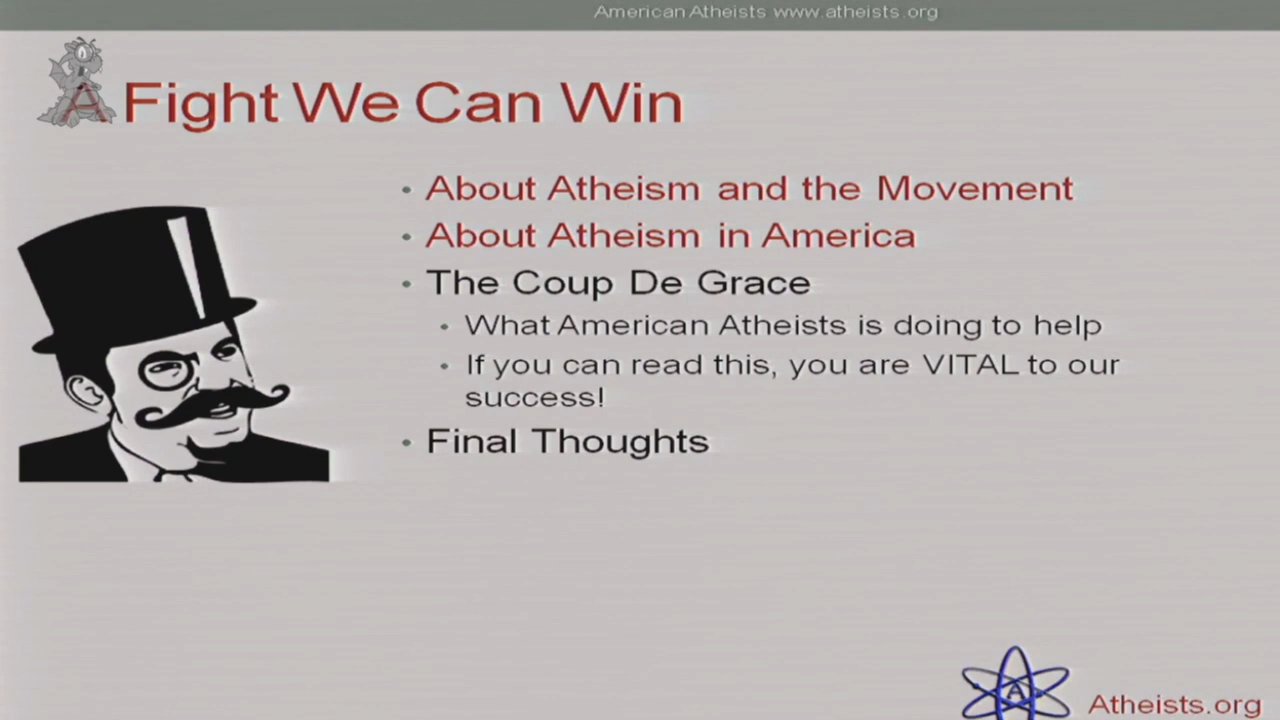 American Atheists www.atheists.org
A Fight We Can Win
• About Atheism and the Movement
• About Atheism in America
• The Coup De Grace
• What American Atheists is doing to help
• If you can read this, you are VITAL to our
success!
• Final Thoughts
A
Atheists.org